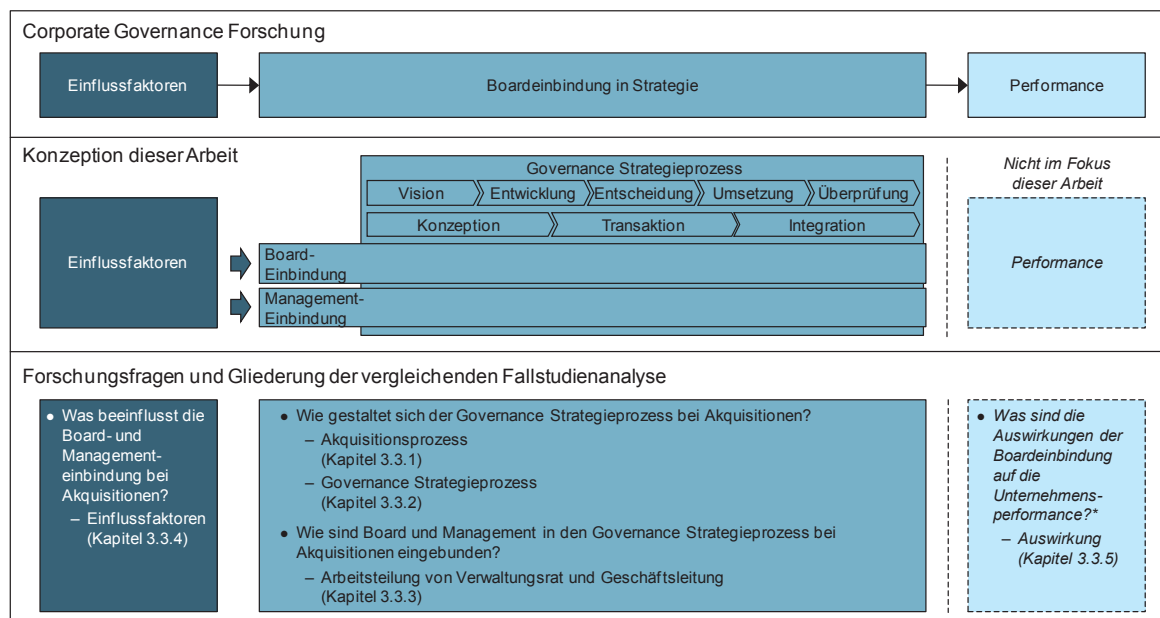 Corporate Governance Forschung
Einflussfaktoren
Boardeinbindung in Strategie
Performance
Konzeption dieser Arbeit
Governance Strategieprozess
Vision
Entwicklung
Entscheidung
Umsetzung
Überprüfung
Konzeption
Transaktion
Integration
Einflussfaktoren
Board-
Einbindung
Management-
Einbindung
Nicht im Fokus
dieser Arbeit
Performance
Forschungsfragen und Gliederung der vergleichenden Fallstudienanalyse
● Was beeinflusst die
Board- und
Management-
einbindung bei
Akquisitionen?
– Einflussfaktoren
(Kapitel 3.3.4)
● Wie gestaltet sich der Governance Strategieprozess bei Akquisitionen?
– Akquisitionsprozess
(Kapitel 3.3.1)
– Governance Strategieprozess
(Kapitel 3.3.2)
● Wie sind Board und Management in den Governance Strategieprozess bei
Akquisitionen eingebunden?
– Arbeitsteilung von Verwaltungsrat und Geschäftsleitung
(Kapitel 3.3.3)
● Was sind die
Auswirkungen der
Boardeinbindung
auf die
Unternehmens-
performance?*
– Auswirkung
(Kapitel 3.3.5)